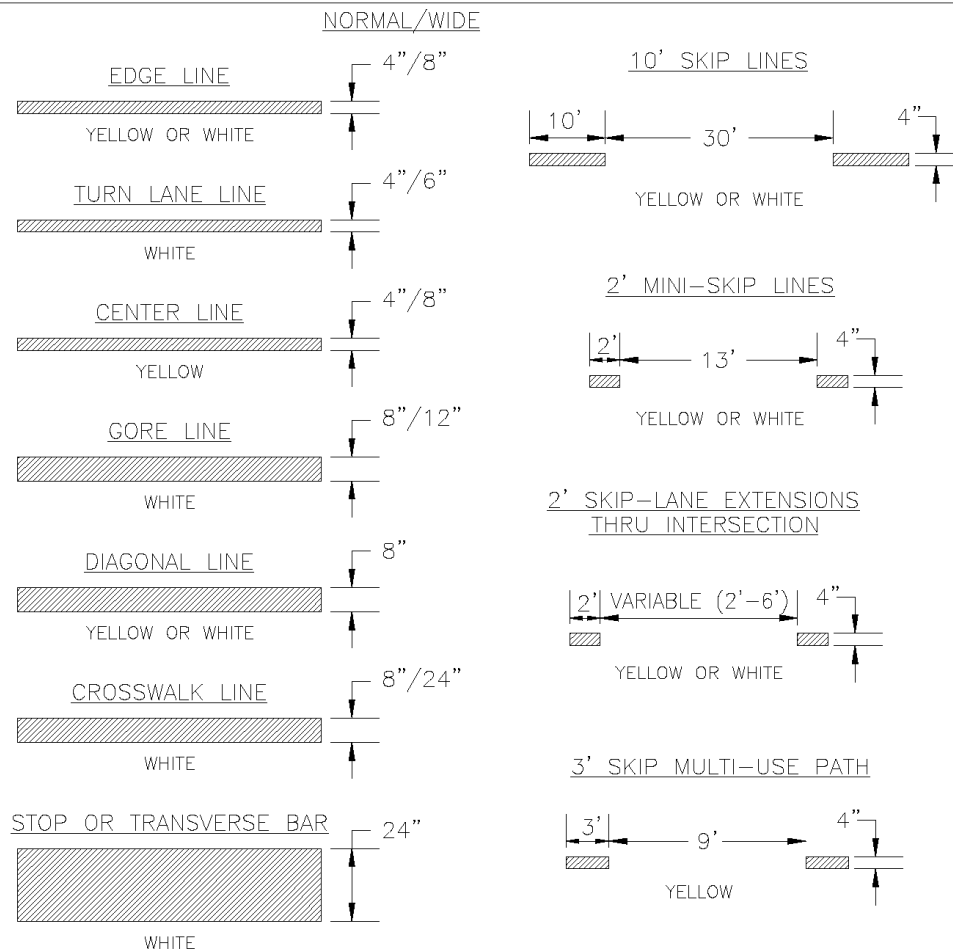 NORMAL/WIDE
EDGE LINE
4"/8"
YELLOW OR WHITE
TURN LANE LINE
4"/6"
WHITE
CENTER LINE
4"/8"
YELLOW
GORE LINE
8"/12"
WHITE
DIAGONAL LINE
8"
YELLOW OR WHITE
CROSSWALK LINE
8"/24"
WHITE
STOP OR TRANSVERSE BAR
24"
WHITE
10' SKIP LINES
10' 30' 4"
YELLOW OR WHITE
2' MINI-SKIP LINES
2' 13' 4"
YELLOW OR WHITE
2' SKIP-LANE EXTENSIONS
THRU INTERSECTION
2' VARIABLE (2'-6') 4"
YELLOW OR WHITE
3' SKIP MULTI-USE PATH
3' 9' 4"
YELLOW